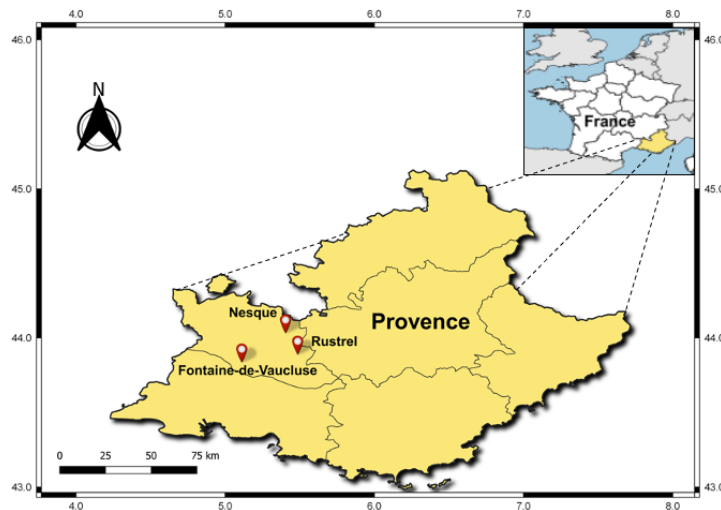 4.0 5.0 6.0 7.0 8.0
46.0 46.0
N
France
45.0 45.0
Nesque
Provence
44.0 44.0
Rustrel
Fontaine-de-Vaucluse
0 25 50 75 km
43.0 43.0
4.0 5.0 6.0 7.0 8.0